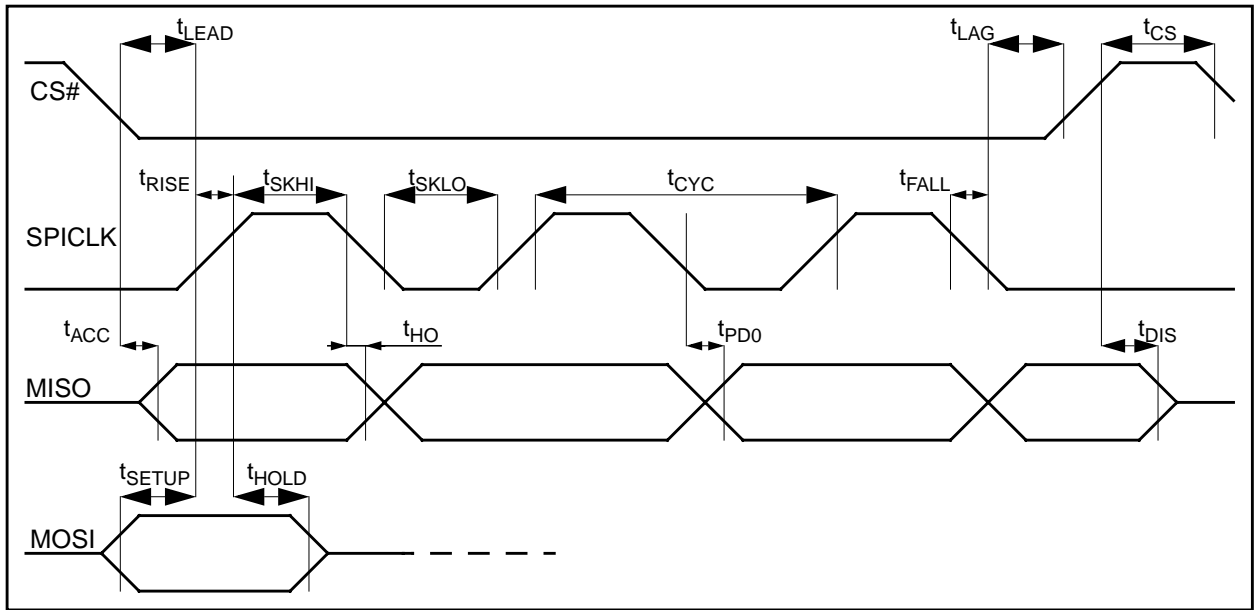 tLEAD tLAG tCS
CS#
tRISE tSKHI tSKLO tCYC tFALL
SPICLK
tACC tHO tPD0 tDIS
MISO
tSETUP tHOLD
MOSI